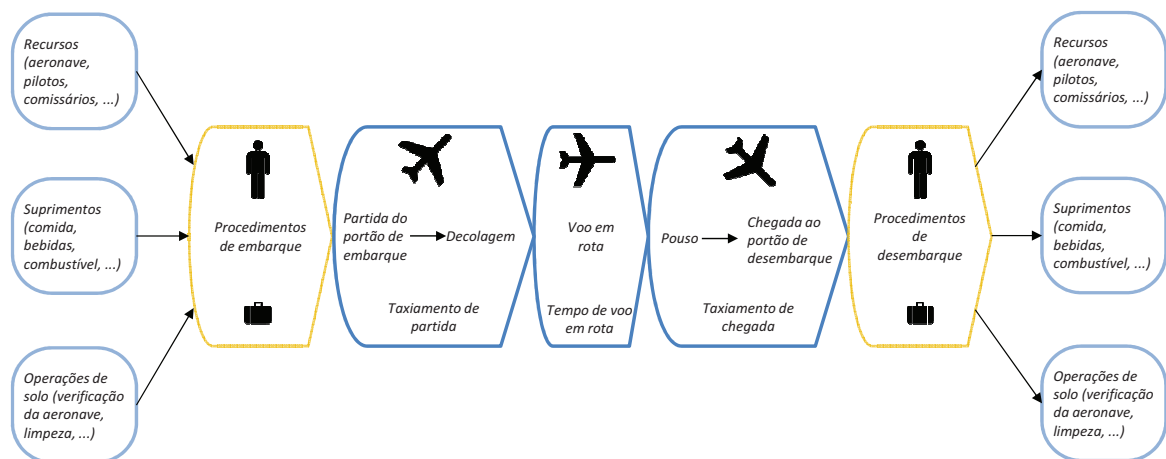 Recursos
(aeronave,
pilotos,
comissários, ...)
Suprimentos
(comida,
bebidas,
combustível, ...)
Operações de
solo (verificação
da aeronave,
limpeza, ...)
Procedimentos
de embarque
Partida do
portão de
embarque
Decolagem
Taxiamento de
partida
Voo em
rota
Tempo de voo
em rota
Pouso
Chegada ao
portão de
desembarque
Taxiamento de
chegada
Procedimentos
de
desembarque
Recursos
(aeronave,
pilotos,
comissários, ...)
Suprimentos
(comida,
bebidas,
combustível, ...)
Operações de
solo (verificação
da aeronave,
limpeza, ...)